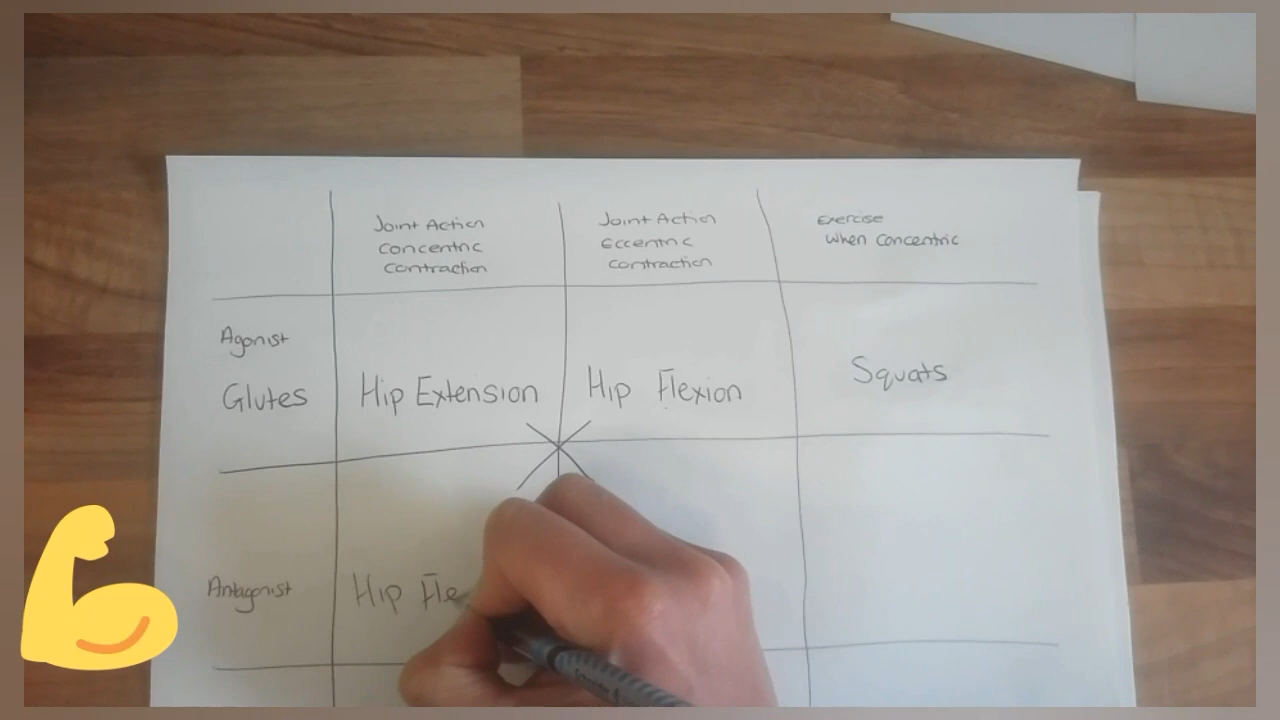 Joint Action
Concentric
Contraction
Joint Action
Eccentric
Contraction
Exercise
When Concentric
Agonist
Glutes
Hip Extension
Hip Flexion
Squats
Antagonist
Hip Fle